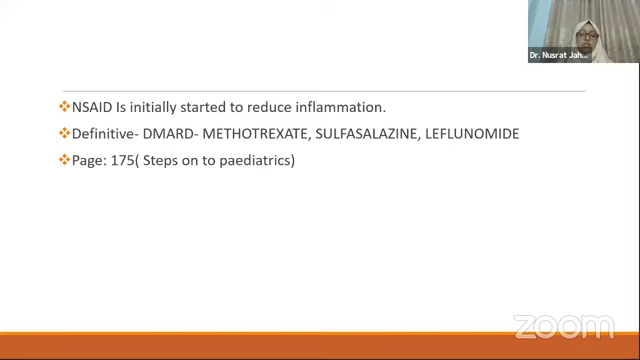 Dr. Nusrat Jah...
NSAID Is initially started to reduce inflammation.
Definitive- DMARD- METHOTREXATE, SULFASALAZINE, LEFLUNOMIDE
Page: 175( Steps on to paediatrics)
zoom